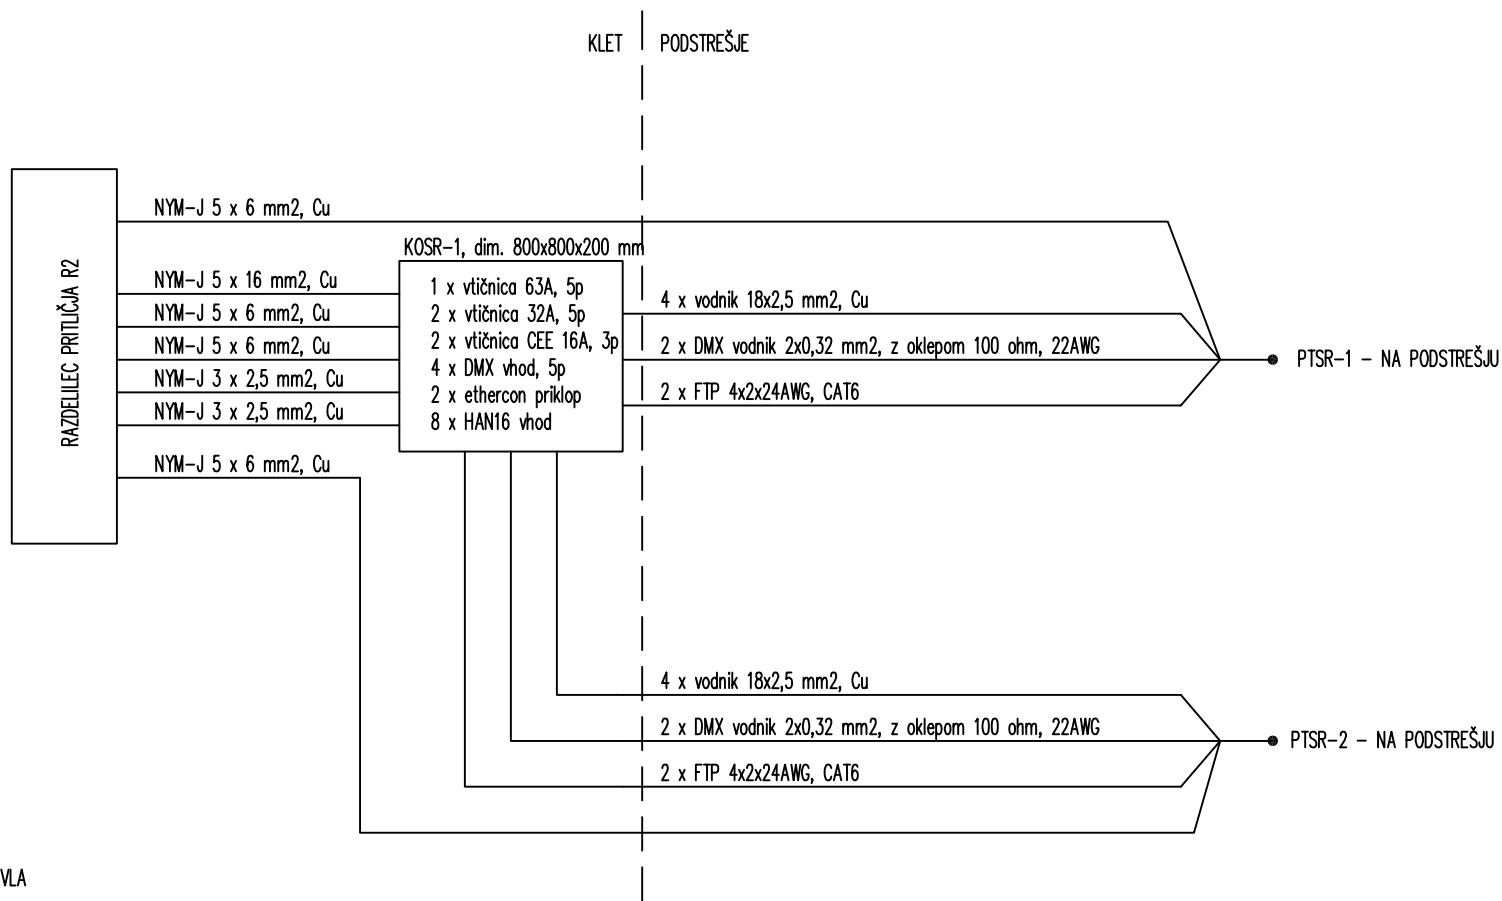 KLET
PODSTREŠJE
RAZDELILEC PRITLIČJA R2
NYM-J 5 x 6 mm2, Cu
NYM-J 5 x 16 mm2, Cu
NYM-J 5 x 6 mm2, Cu
NYM-J 5 x 6 mm2, Cu
NYM-J 3 x 2,5 mm2, Cu
NYM-J 3 x 2,5 mm2, Cu
NYM-J 5 x 6 mm2, Cu
KOSR-1, dim. 800x800x200 mm
1 x vtičnica 63A, 5p
2 x vtičnica 32A, 5p
2 x vtičnica CEE 16A, 3p
4 x DMX vhod, 5p
2 x ethercon priklop
8 x HAN16 vhod
4 x vodnik 18x2,5 mm2, Cu
2 x DMX vodnik 2x0,32 mm2, z oklepom 100 ohm, 22AWG
2 x FTP 4x2x24AWG, CAT6
PTSR-1 - NA PODSTREŠJU
4 x vodnik 18x2,5 mm2, Cu
2 x DMX vodnik 2x0,32 mm2, z oklepom 100 ohm, 22AWG
2 x FTP 4x2x24AWG, CAT6
PTSR-2 - NA PODSTREŠJU
VLA